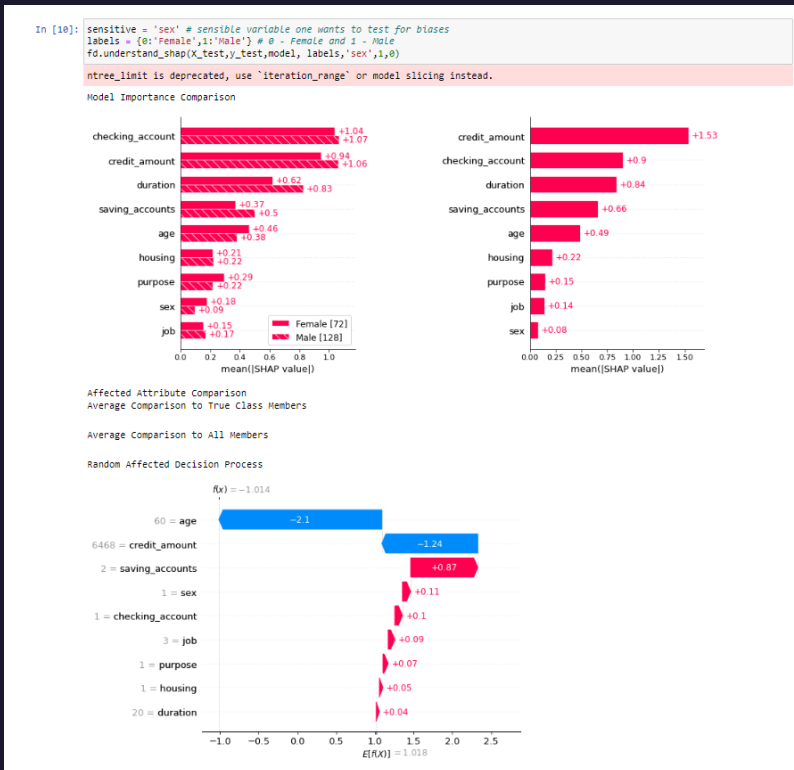 In [10]: sensitive = 'sex' # sensible variable one wants to test for biases
labels = {0:'Female',1:'Male'} # 0 - Female and 1 - Male
fd.understand_shap(X_test,y_test,model, labels,'sex',1,0)
ntree_limit is deprecated, use `iteration_range` or model slicing instead.
Model Importance Comparison
checking_account +1.04 +1.07
credit_amount +0.94 +1.06
duration +0.62 +0.83
saving_accounts +0.37 +0.5
age +0.46 +0.38
housing +0.21 +0.22
purpose +0.29 +0.22
sex +0.18 +0.09
job +0.15 +0.17
Female [72]
Male [128]
0.0 0.2 0.4 0.6 0.8 1.0
mean(|SHAP value|)
credit_amount +1.53
checking_account +0.9
duration +0.84
saving_accounts +0.66
age +0.49
housing +0.22
purpose +0.15
job +0.14
sex +0.08
0.00 0.25 0.50 0.75 1.00 1.25 1.50
mean(|SHAP value|)
Affected Attribute Comparison
Average Comparison to True Class Members
Average Comparison to All Members
Random Affected Decision Process
f(x) = −1.014
60 = age −2.1
6468 = credit_amount −1.24
2 = saving_accounts +0.87
1 = sex +0.11
1 = checking_account +0.1
3 = job +0.09
1 = purpose +0.07
1 = housing +0.05
20 = duration +0.04
−1.0 −0.5 0.0 0.5 1.0 1.5 2.0 2.5
E[f(X)] = 1.018